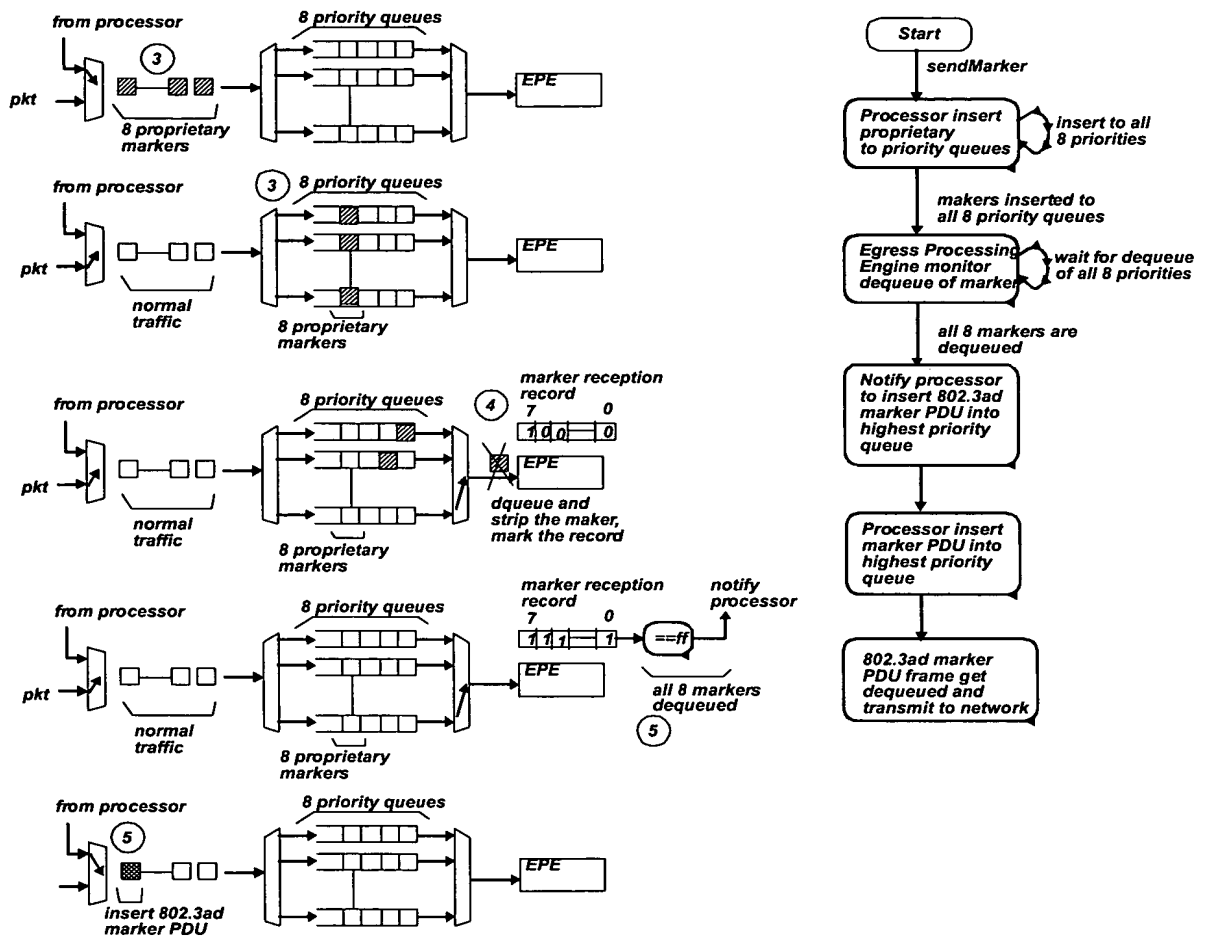 from processor
8 priority queues
3
pkt
EPE
8 proprietary
markers
from processor
3
8 priority queues
pkt
EPE
normal
traffic
8 proprietary
markers
from processor
8 priority queues
4
marker reception
record
7 0
1 0 0 0
pkt
EPE
normal
traffic
dqueue and
strip the maker,
mark the record
8 proprietary
markers
from processor
8 priority queues
marker reception
record
7 0
1 1 1 1
==ff
notify
processor
pkt
EPE
all 8 markers
dequeued
5
normal
traffic
8 proprietary
markers
from processor
8 priority queues
5
EPE
insert 802.3ad
marker PDU
Start
sendMarker
Processor insert
proprietary
to priority queues
insert to all
8 priorities
makers inserted to
all 8 priority queues
Egress Processing
Engine monitor
dequeue of marker
wait for dequeue
of all 8 priorities
all 8 markers are
dequeued
Notify processor
to insert 802.3ad
marker PDU into
highest priority
queue
Processor insert
marker PDU into
highest priority
queue
802.3ad marker
PDU frame get
dequeued and
transmit to network